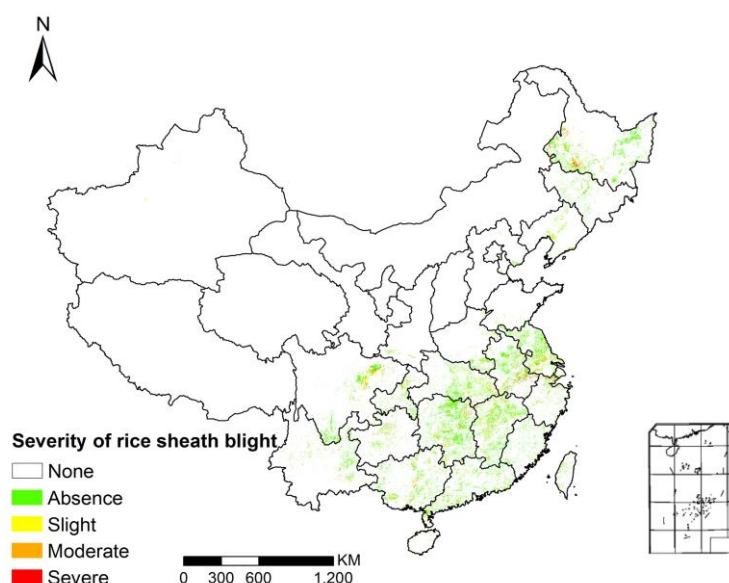 N
Severity of rice sheath blight
None
Absence
Slight
Moderate
Severe
KM
0 300 600 1,200